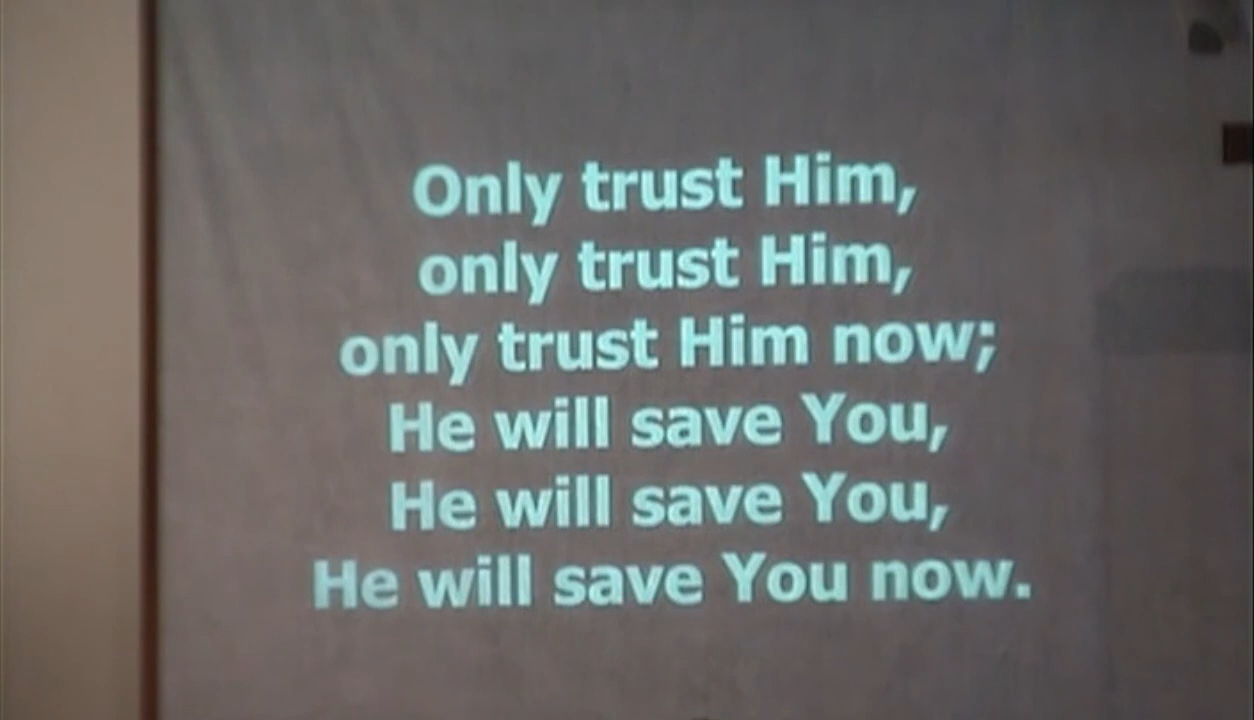 Only trust Him,
only trust Him,
only trust Him now;
He will save You,
He will save You,
He will save You now.